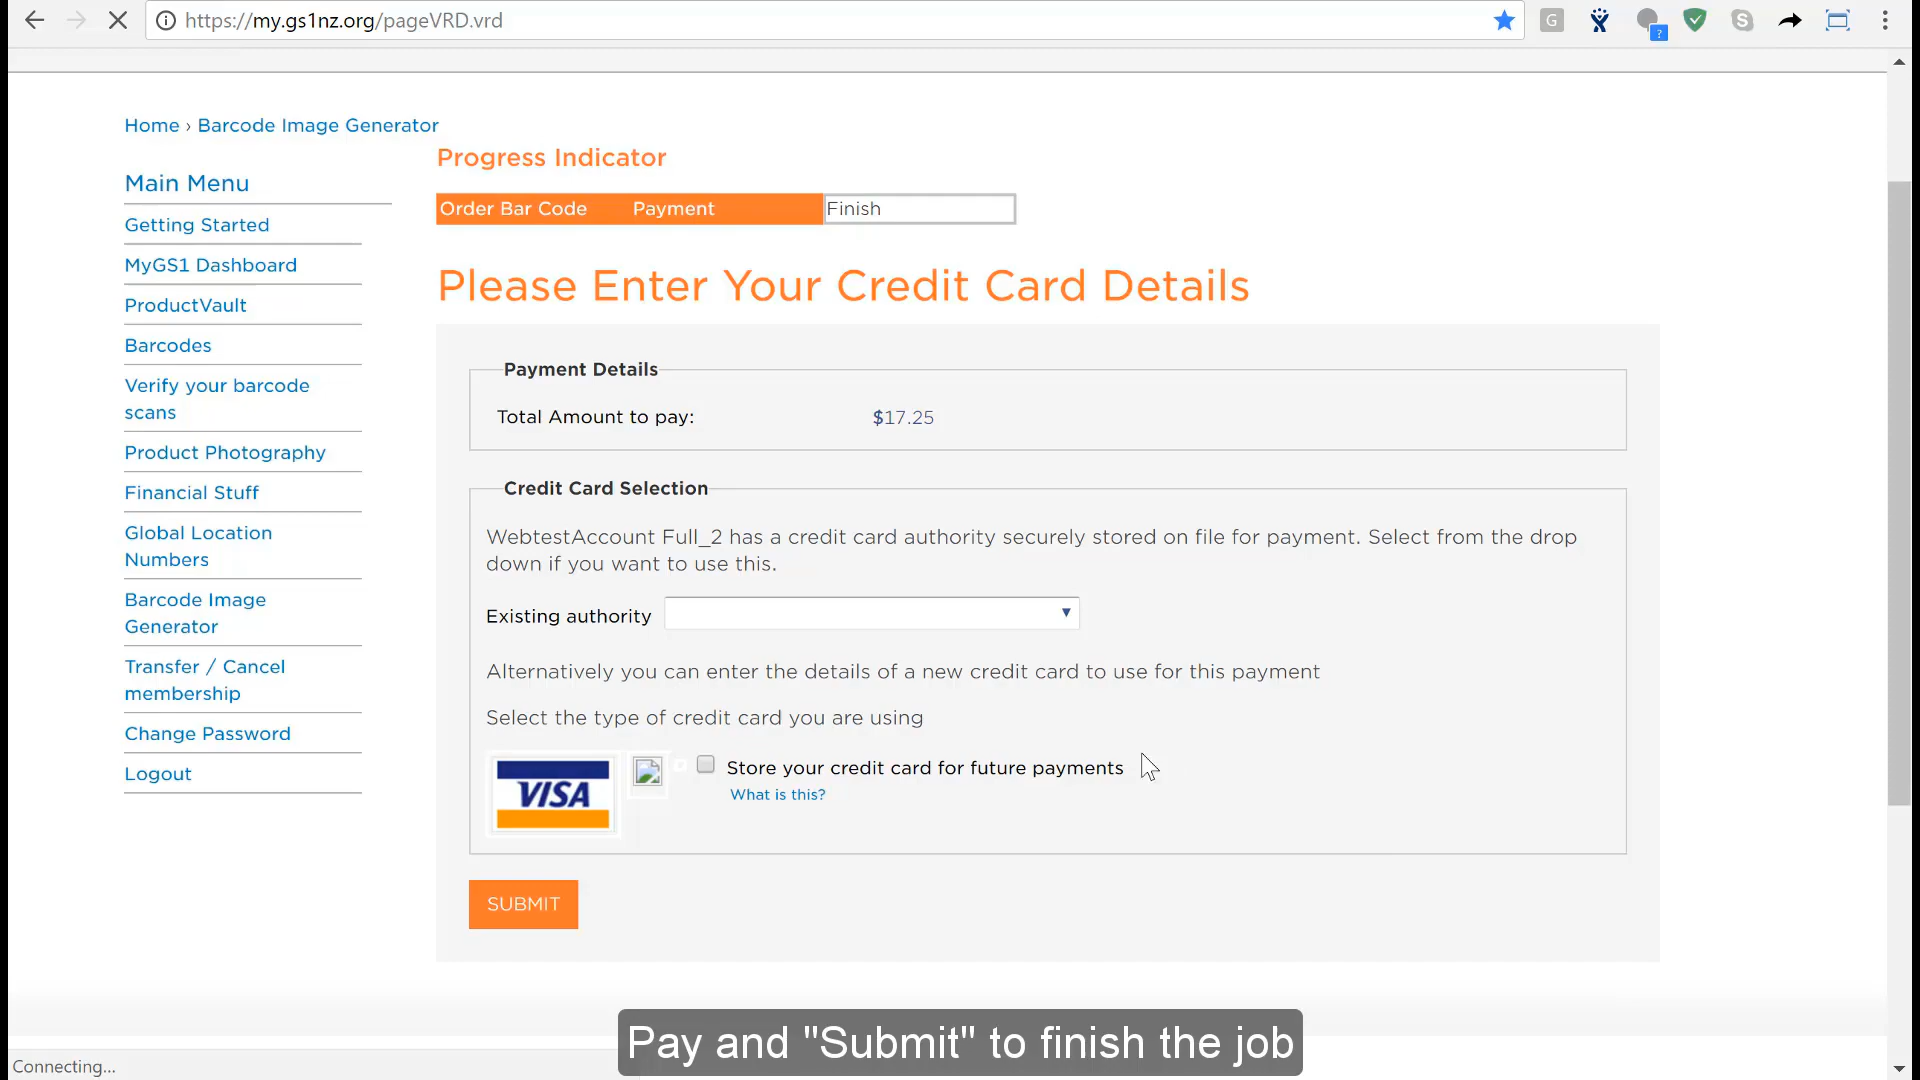 https://my.gs1nz.org/pageVRD.vrd
G
?
S
Home › Barcode Image Generator
Progress Indicator
Main Menu
Order Bar Code Payment Finish
Getting Started
MyGS1 Dashboard
ProductVault
Barcodes
Verify your barcode
scans
Product Photography
Financial Stuff
Global Location
Numbers
Barcode Image
Generator
Transfer / Cancel
membership
Change Password
Logout
Please Enter Your Credit Card Details
Payment Details
Total Amount to pay: $17.25
Credit Card Selection
WebtestAccount Full_2 has a credit card authority securely stored on file for payment. Select from the drop
down if you want to use this.
Existing authority
Alternatively you can enter the details of a new credit card to use for this payment
Select the type of credit card you are using
VISA
Store your credit card for future payments
What is this?
SUBMIT
Pay and "Submit" to finish the job
Connecting...